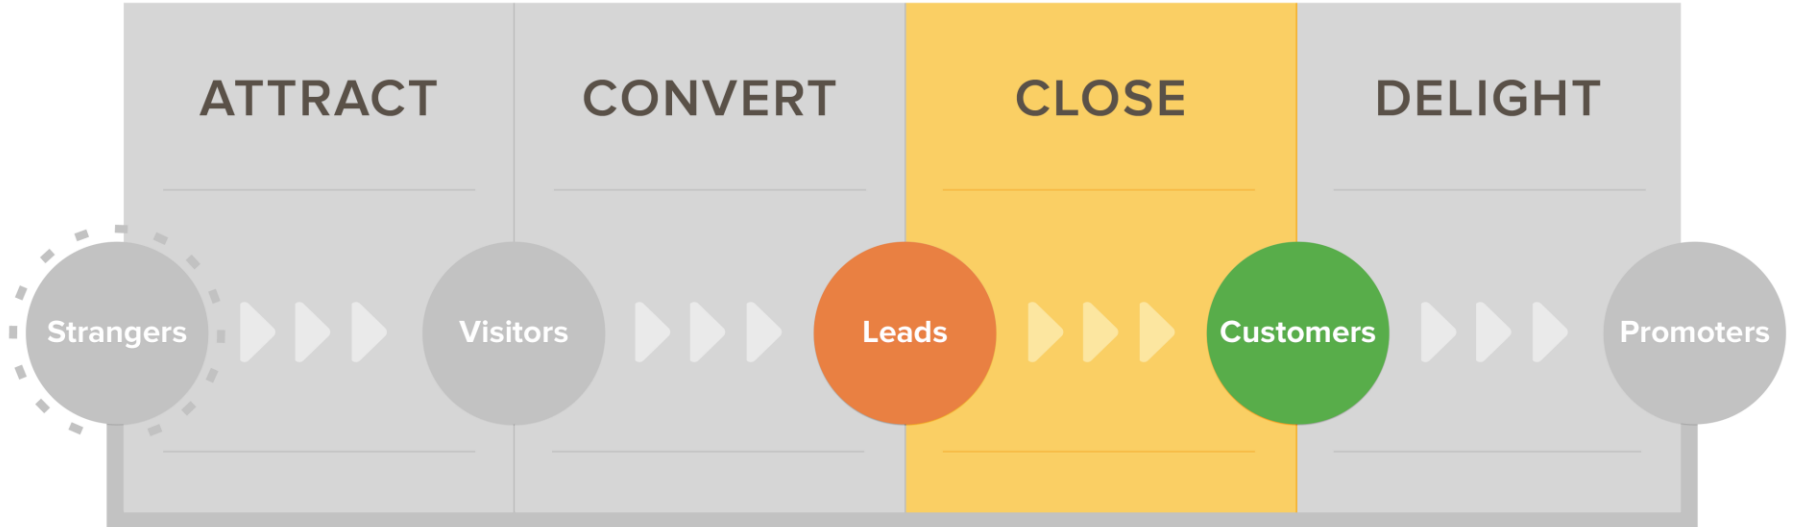 ATTRACT
CONVERT
CLOSE
DELIGHT
Strangers
Visitors
Leads
Customers
Promoters